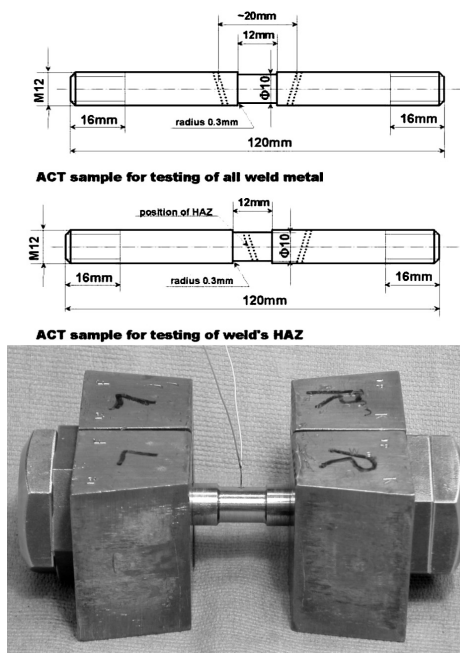 ~20mm
12mm
M12
Φ10
16mm
radius 0.3mm
16mm
120mm
ACT sample for testing of all weld metal
12mm
position of HAZ
M12
Φ10
16mm
radius 0.3mm
16mm
120mm
ACT sample for testing of weld's HAZ
L
R
L
R